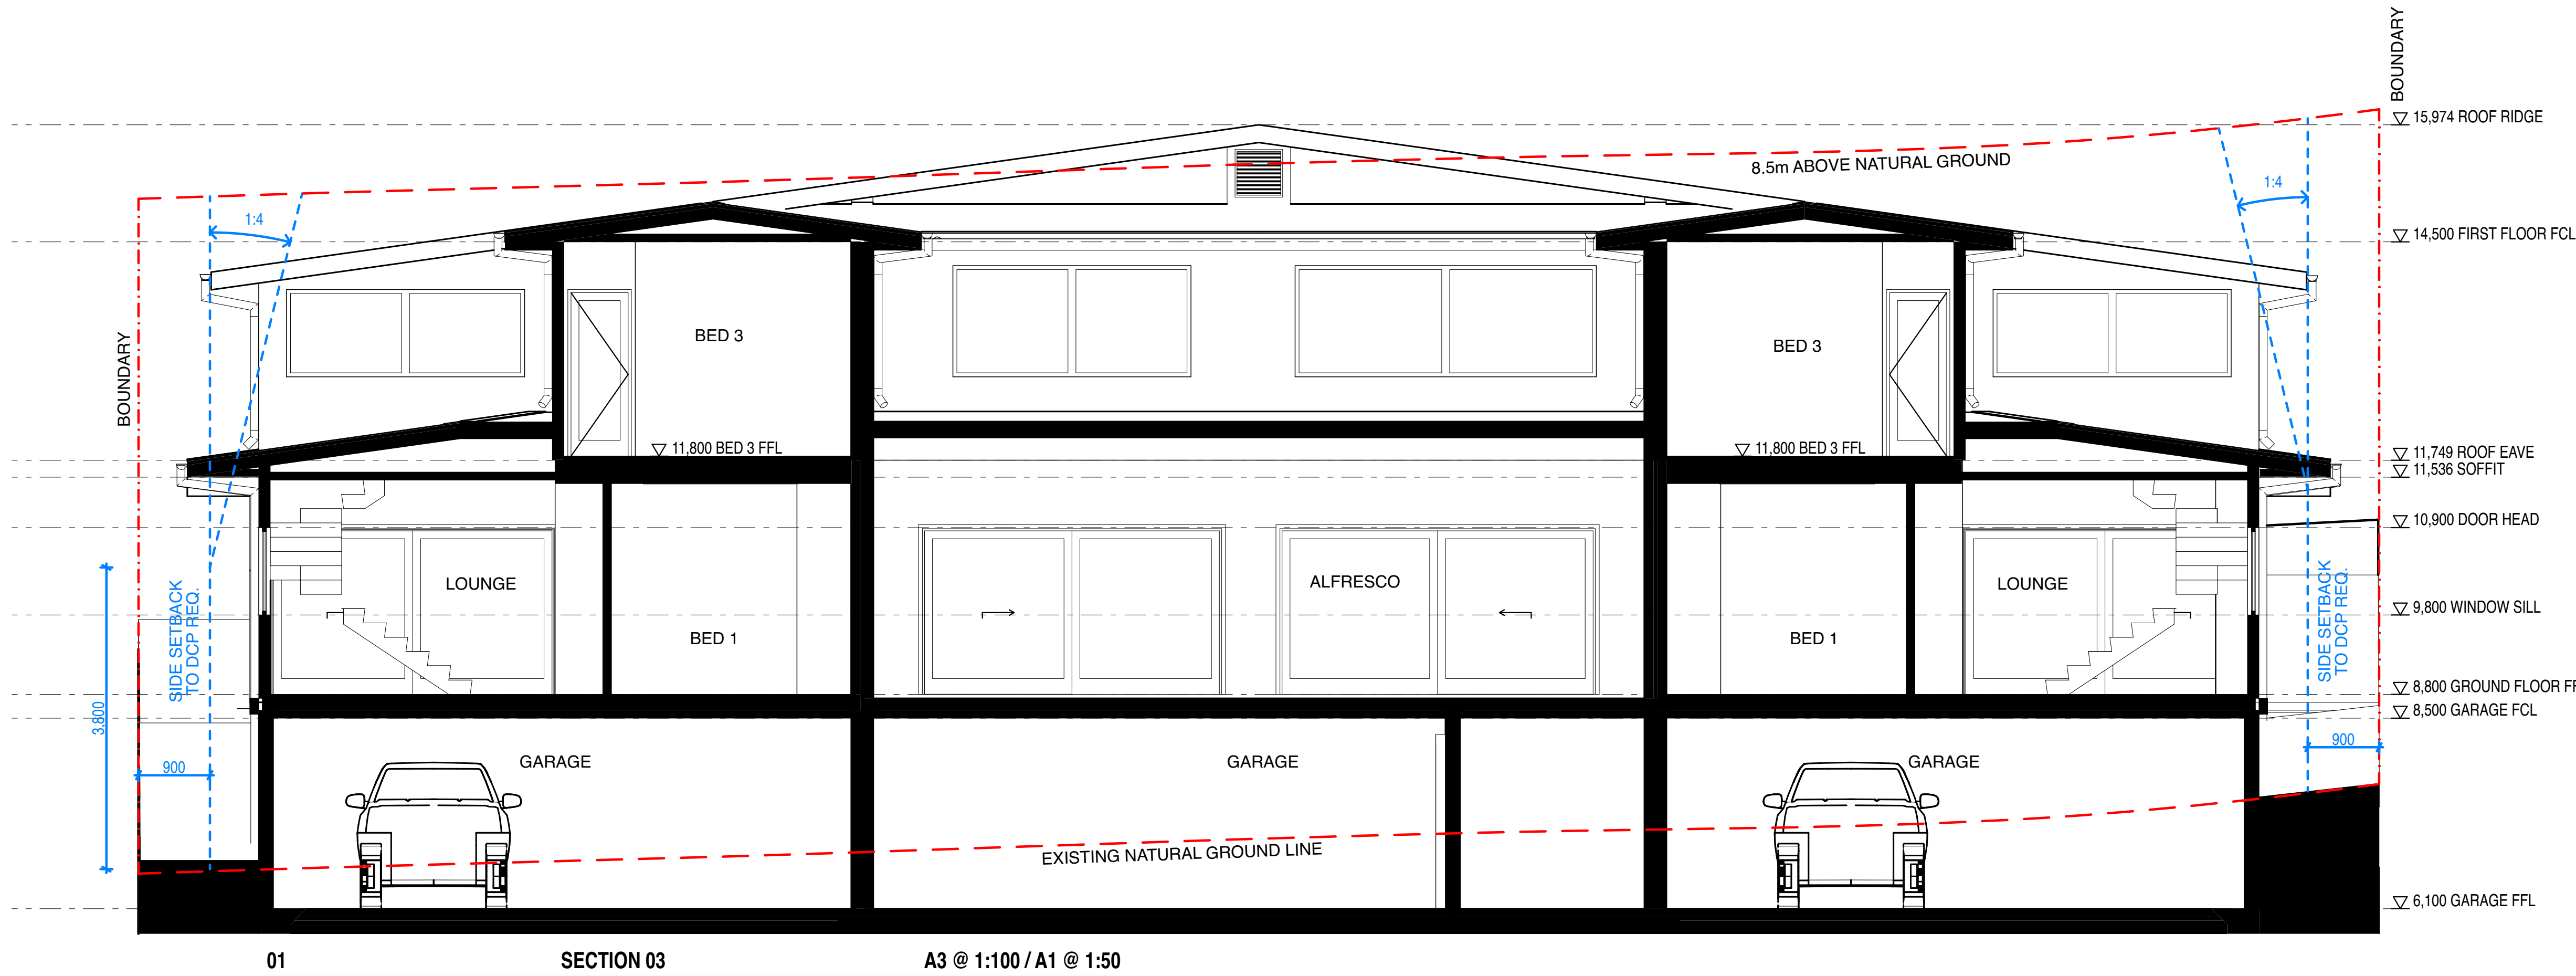 BOUNDARY
15,974 ROOF RIDGE
8.5m ABOVE NATURAL GROUND
1:4
1:4
14,500 FIRST FLOOR FCL
BOUNDARY
BED 3
BED 3
11,800 BED 3 FFL
11,800 BED 3 FFL
11,749 ROOF EAVE
11,536 SOFFIT
10,900 DOOR HEAD
LOUNGE
ALFRESCO
LOUNGE
SIDE SETBACK
TO DCP REQ.
SIDE SETBACK
TO DCP REQ.
9,800 WINDOW SILL
BED 1
BED 1
8,800 GROUND FLOOR
8,500 GARAGE FCL
3,800
900
GARAGE
GARAGE
GARAGE
900
EXISTING NATURAL GROUND LINE
6,100 GARAGE FFL
01 SECTION 03 A3 @ 1:100 / A1 @ 1:50